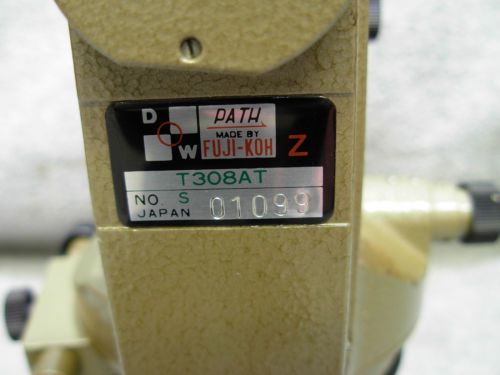 D W
PATH
MADE BY
FUJI-KOH
Z
T308AT
NO. S 01099
JAPAN